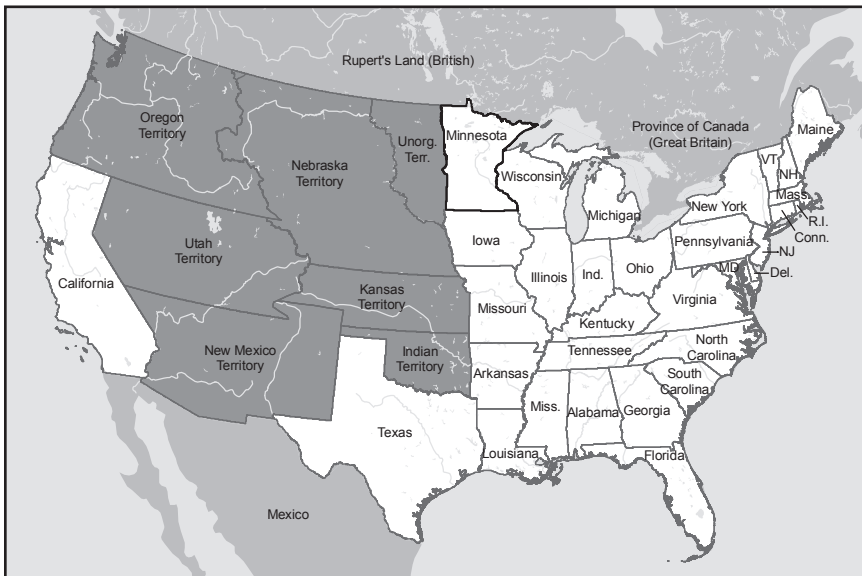 Rupert's Land (British)
Province of Canada
(Great Britain)
Oregon
Territory
Nebraska
Territory
Unorg.
Terr.
Minnesota
Wisconsin
Michigan
Maine
VT
NH
Mass.
New York
R.I.
Conn.
Pennsylvania
NJ
MD
Del.
Iowa
Illinois
Ind.
Ohio
Utah
Territory
California
Kansas
Territory
Missouri
Kentucky
Virginia
New Mexico
Territory
Indian
Territory
Arkansas
Tennessee
North
Carolina
South
Carolina
Texas
Louisiana
Miss.
Alabama
Georgia
Florida
Mexico